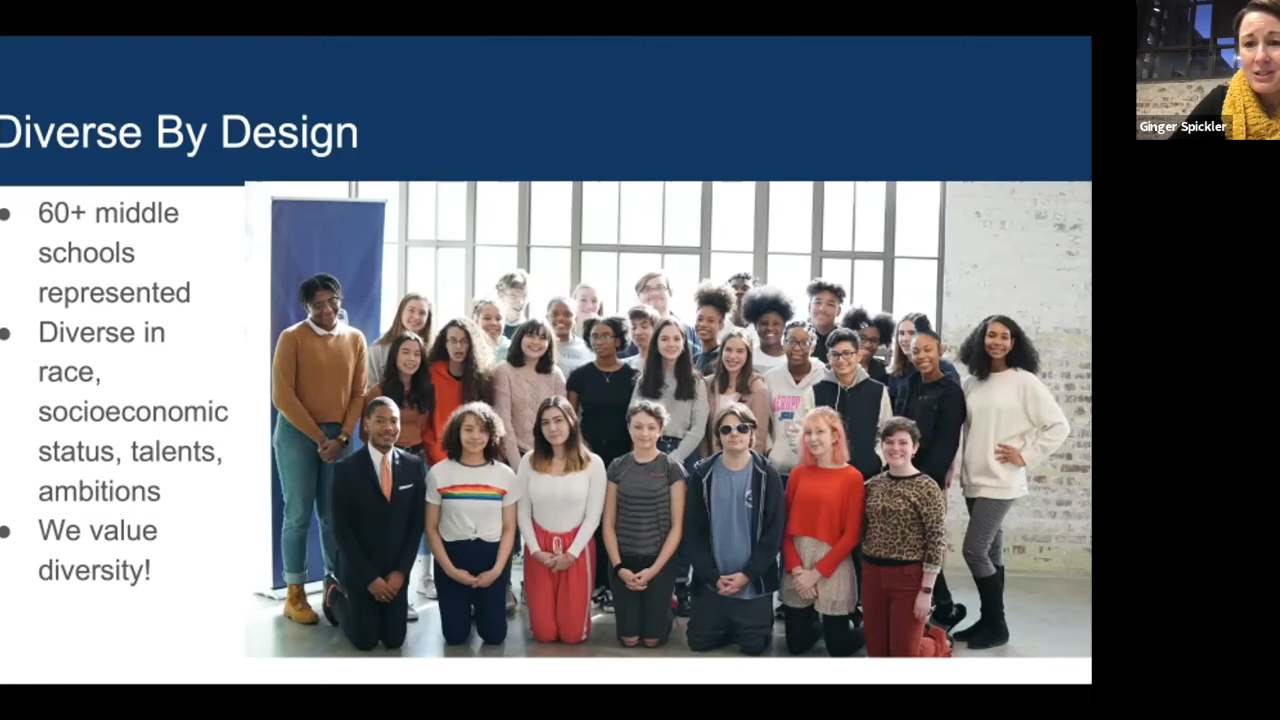 Diverse By Design
60+ middle
schools
represented
Diverse in
race,
socioeconomic
status, talents,
ambitions
We value
diversity!
Ginger Spickler